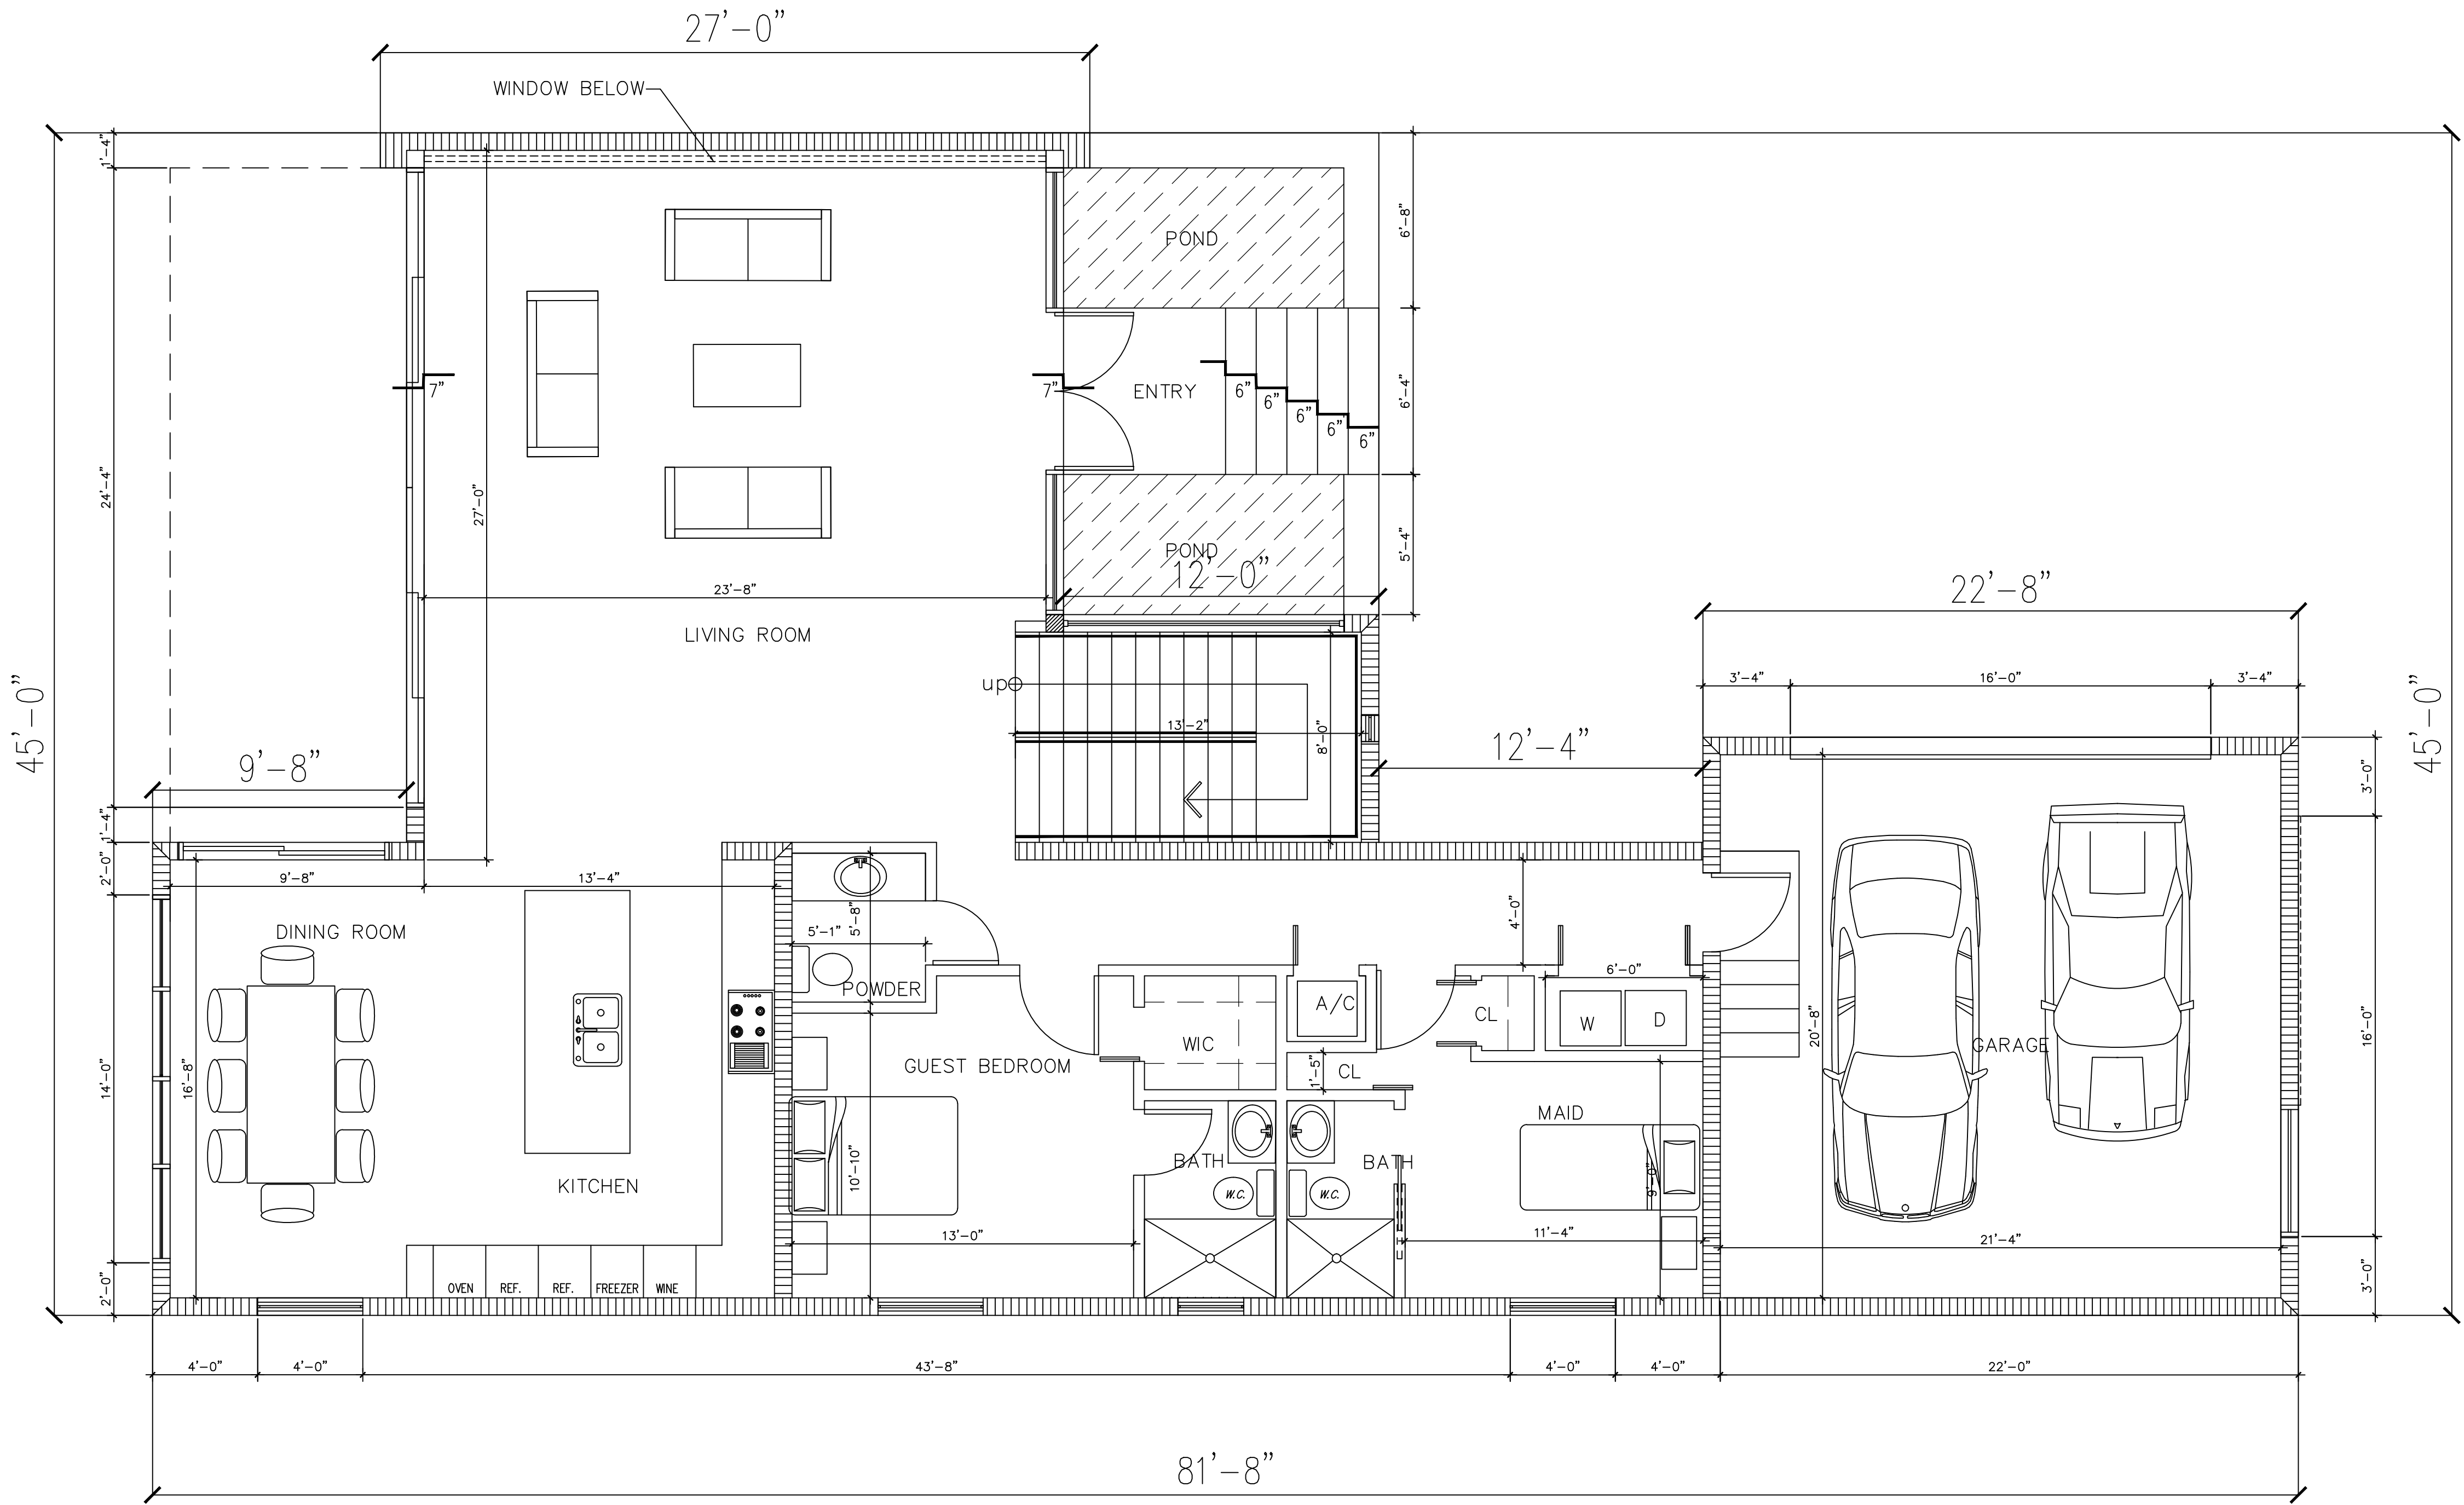 27'-0"
WINDOW BELOW
1'-4"
POND
6'-8"
7"
7"
ENTRY
6"
6"
6"
6"
6"
6'-4"
24'-4"
27'-0"
POND
12'-0"
5'-4"
23'-8"
22'-8"
LIVING ROOM
up
3'-4"
16'-0"
3'-4"
45'-0"
13'-2"
8'-0"
12'-4"
45'-0"
9'-8"
3'-0"
1'-4"
2'-0"
9'-8"
13'-4"
5'-8"
4'-0"
DINING ROOM
5'-1"
6'-0"
POWDER
A/C
CL
W
D
20'-8"
16'-0"
WIC
GARAGE
GUEST BEDROOM
1'-5"
CL
14'-0"
16'-8"
MAID
BATH
BATH
10'-10"
9'-0"
KITCHEN
W.C.
W.C.
13'-0"
11'-4"
21'-4"
2'-0"
OVEN
REF.
REF.
FREEZER
WINE
3'-0"
4'-0"
4'-0"
43'-8"
4'-0"
4'-0"
22'-0"
81'-8"